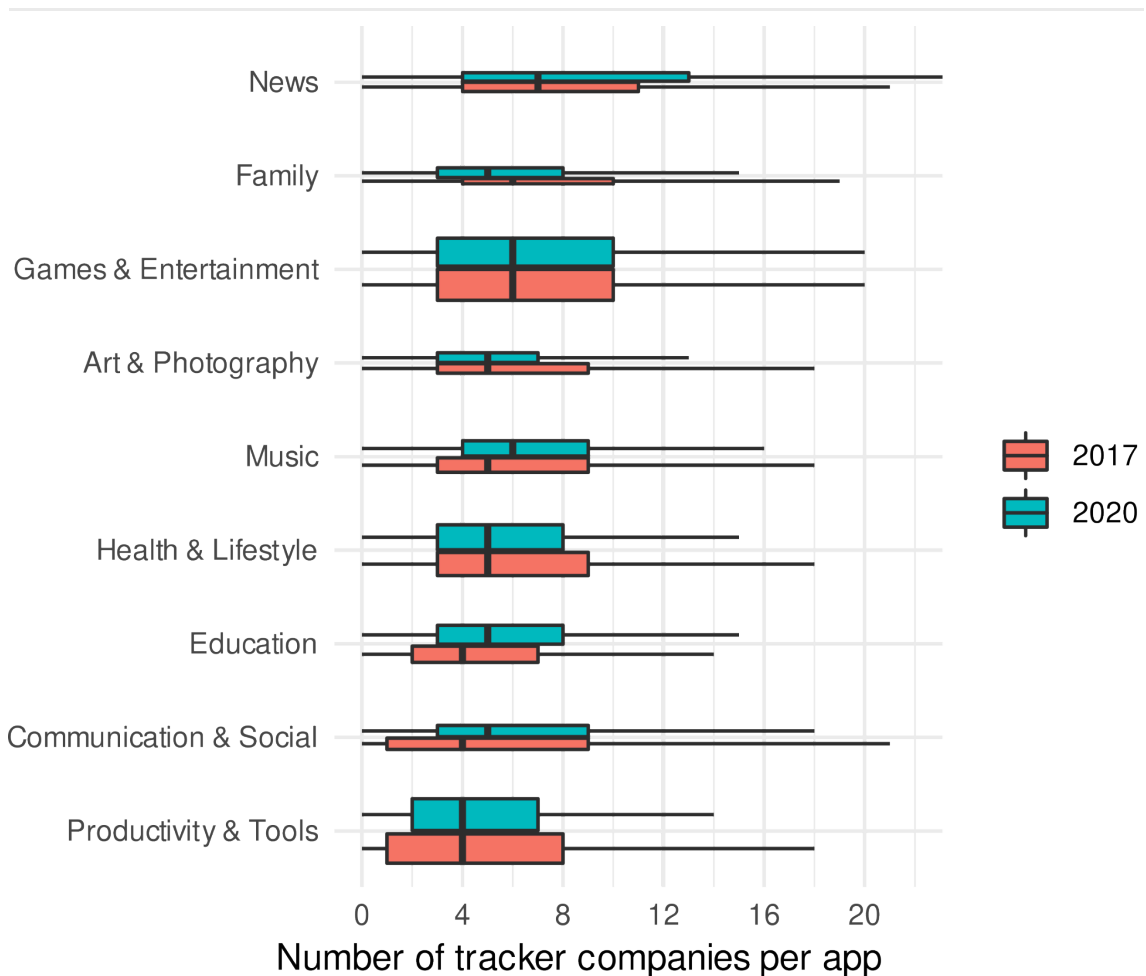 News
Family
Games & Entertainment
Art & Photography
Music
Health & Lifestyle
Education
Communication & Social
Productivity & Tools
2017
2020
0 4 8 12 16 20
Number of tracker companies per app